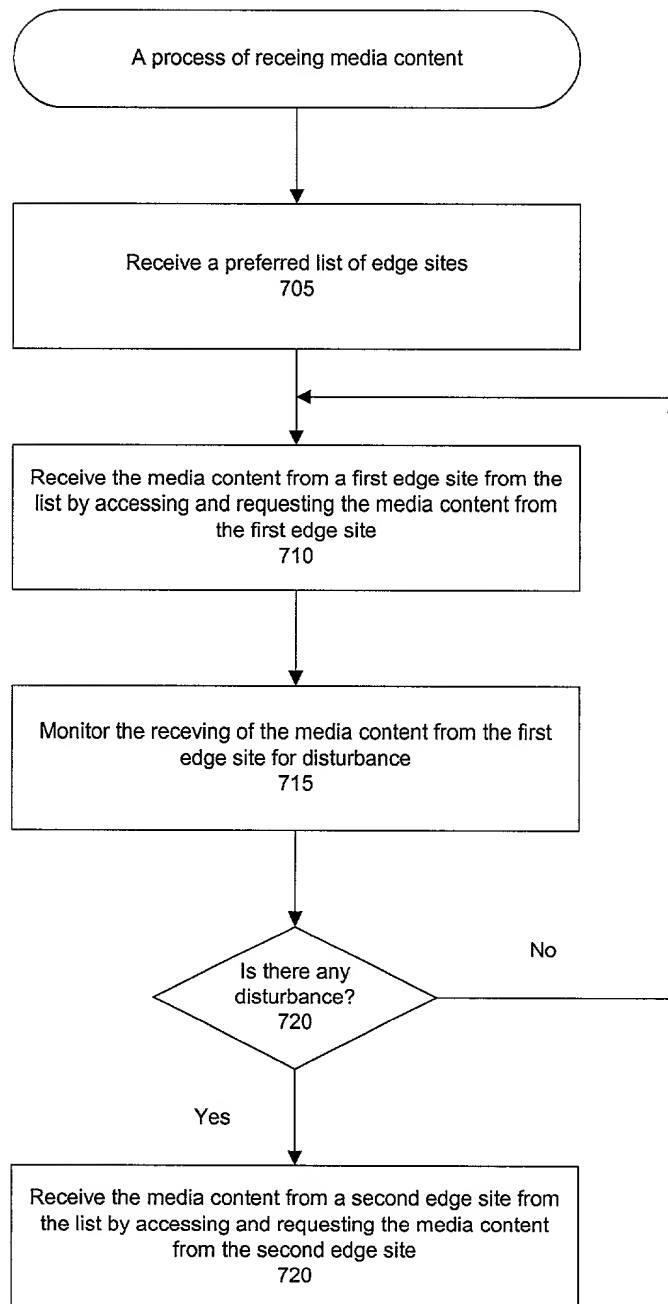 A process of receing media content
Receive a preferred list of edge sites
705
Receive the media content from a first edge site from the
list by accessing and requesting the media content from
the first edge site
710
Monitor the receving of the media content from the first
edge site for disturbance
715
Is there any
disturbance?
720
No
Yes
Receive the media content from a second edge site from
the list by accessing and requesting the media content
from the second edge site
720